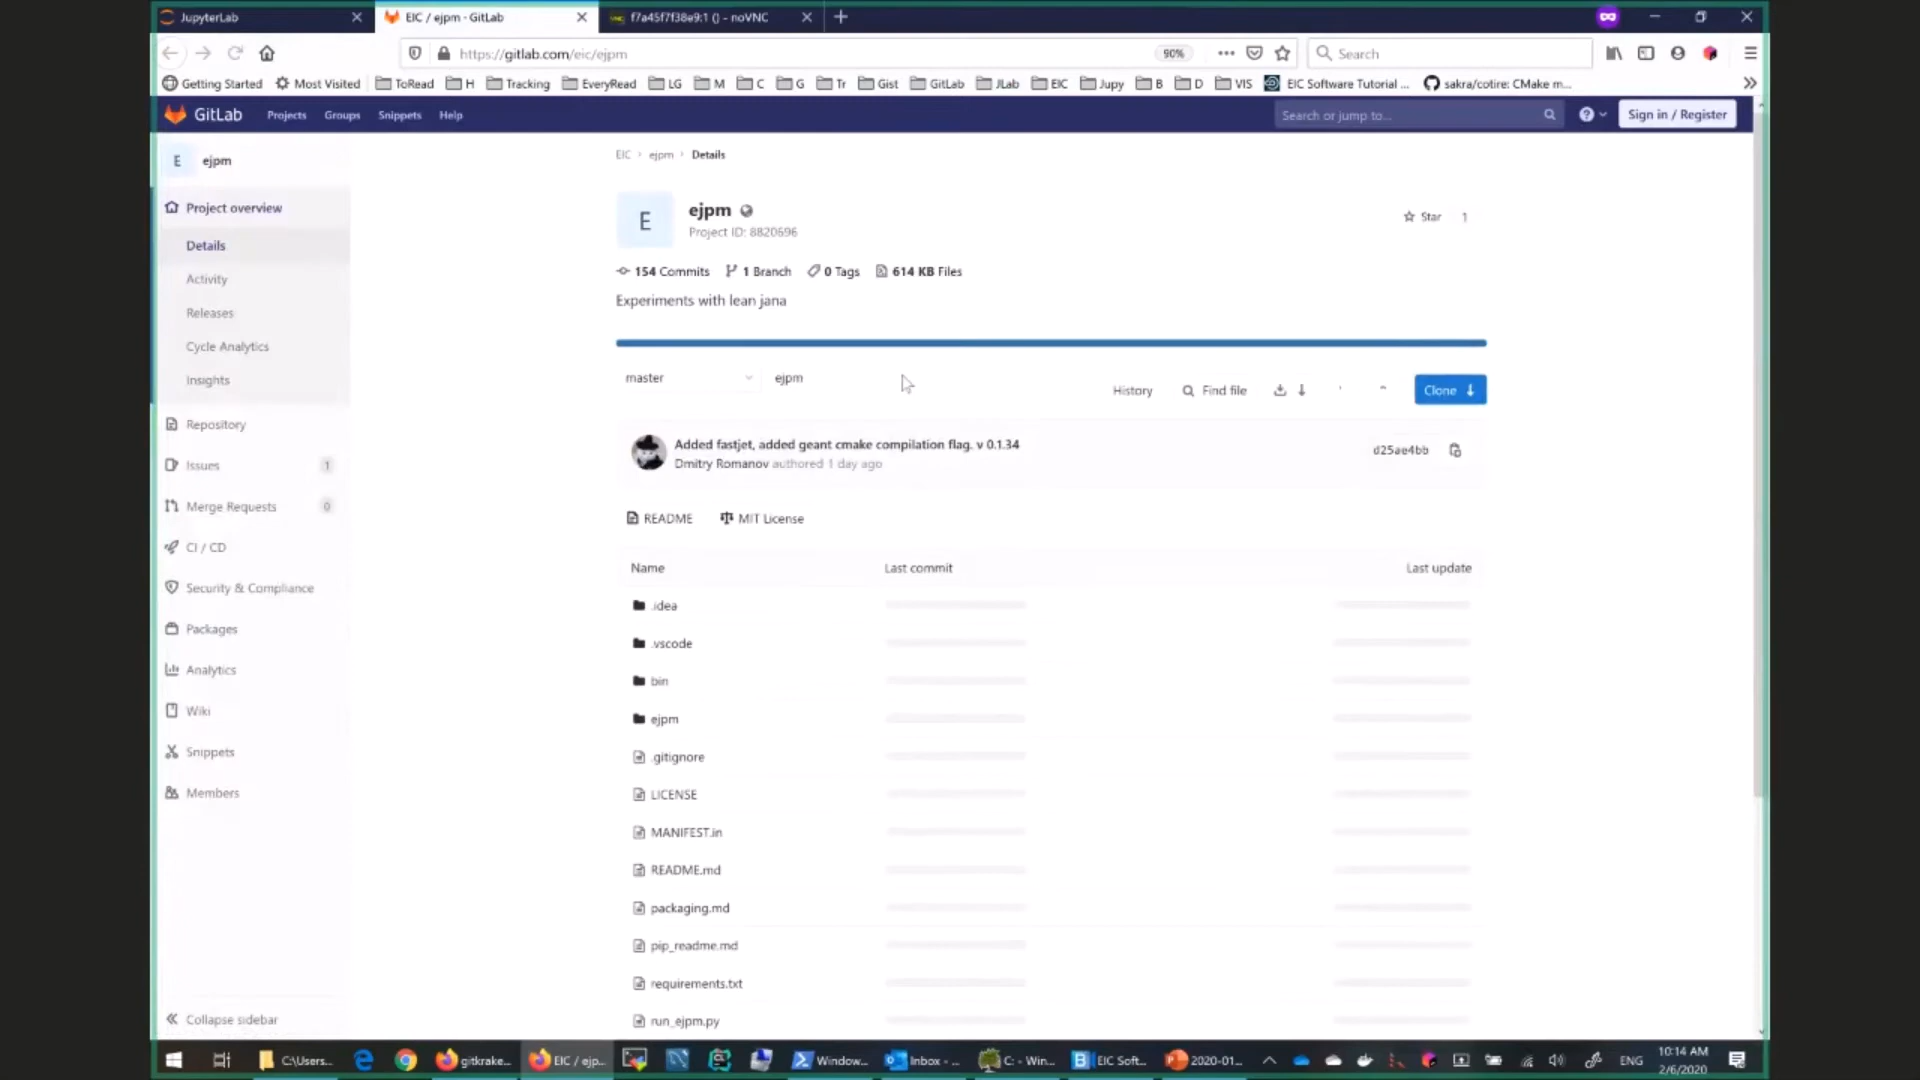 JupyterLab
EIC / ejpm · GitLab
f7a45f7f38e9:1 () - noVNC
https://gitlab.com/eic/ejpm
90%
Search
Getting Started
Most Visited
ToRead
H
Tracking
EveryRead
LG
M
C
G
Tr
Gist
GitLab
JLab
EIC
Jupy
B
D
VIS
EIC Software Tutorial ...
sakra/cotire: CMake m...
GitLab
Projects
Groups
Snippets
Help
Search or jump to...
Sign in / Register
E
ejpm
Project overview
Details
Activity
Releases
Cycle Analytics
Insights
Repository
Issues
1
Merge Requests
0
CI / CD
Security & Compliance
Packages
Analytics
Wiki
Snippets
Members
Collapse sidebar
EIC › ejpm › Details
E
ejpm
Project ID: 8820696
Star 1
154 Commits
1 Branch
0 Tags
614 KB Files
Experiments with lean jana
master
ejpm
History
Find file
Clone
Added fastjet, added geant cmake compilation flag. v 0.1.34
Dmitry Romanov authored 1 day ago
d25ae4bb
README
MIT License
Name
Last commit
Last update
.idea
.vscode
bin
ejpm
.gitignore
LICENSE
MANIFEST.in
README.md
packaging.md
pip_readme.md
requirements.txt
run_ejpm.py
C:\Users...
gitkrake...
EIC / ejp...
Window...
Inbox - ...
C: - Win...
EIC Soft...
2020-01...
ENG
10:14 AM
2/6/2020